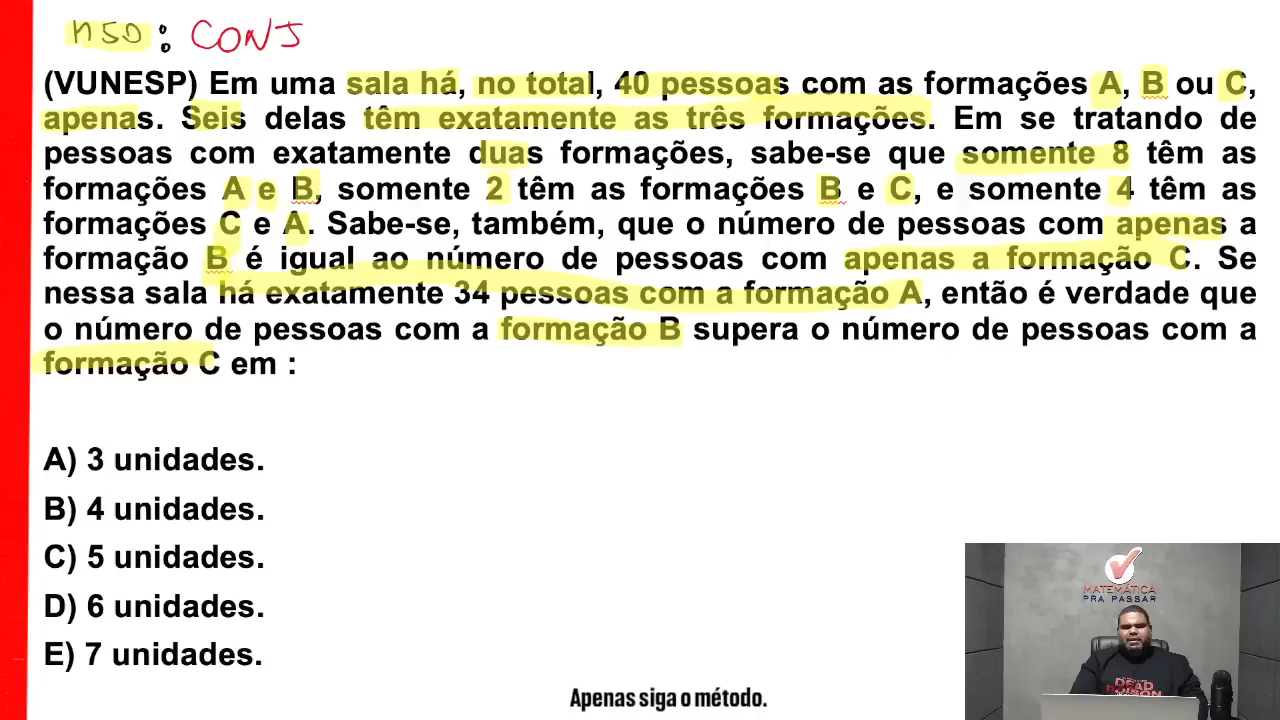 MSD: CONJ
(VUNESP) Em uma sala há, no total, 40 pessoas com as formações A, B ou C,
apenas. Seis delas têm exatamente as três formações. Em se tratando de
pessoas com exatamente duas formações, sabe-se que somente 8 têm as
formações A e B, somente 2 têm as formações B e C, e somente 4 têm as
formações C e A. Sabe-se, também, que o número de pessoas com apenas a
formação B é igual ao número de pessoas com apenas a formação C. Se
nessa sala há exatamente 34 pessoas com a formação A, então é verdade que
o número de pessoas com a formação B supera o número de pessoas com a
formação C em :
A) 3 unidades.
B) 4 unidades.
C) 5 unidades.
D) 6 unidades.
E) 7 unidades.
MATEMÁTICA
PRA PASSAR
DEAD
POISON
Apenas siga o método.